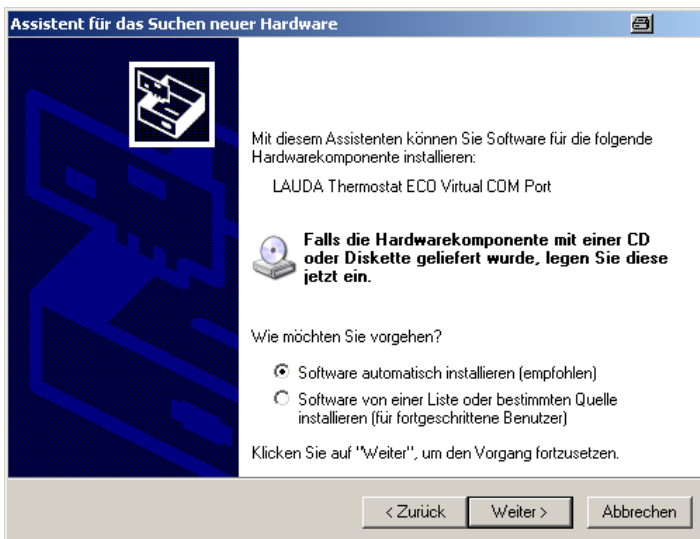 Assistent für das Suchen neuer Hardware
Mit diesem Assistenten können Sie Software für die folgende
Hardwarekomponente installieren:
LAUDA Thermostat ECO Virtual COM Port
Falls die Hardwarekomponente mit einer CD
oder Diskette geliefert wurde, legen Sie diese
jetzt ein.
Wie möchten Sie vorgehen?
Software automatisch installieren (empfohlen)
Software von einer Liste oder bestimmten Quelle
installieren (für fortgeschrittene Benutzer)
Klicken Sie auf "Weiter", um den Vorgang fortzusetzen.
< Zurück Weiter > Abbrechen